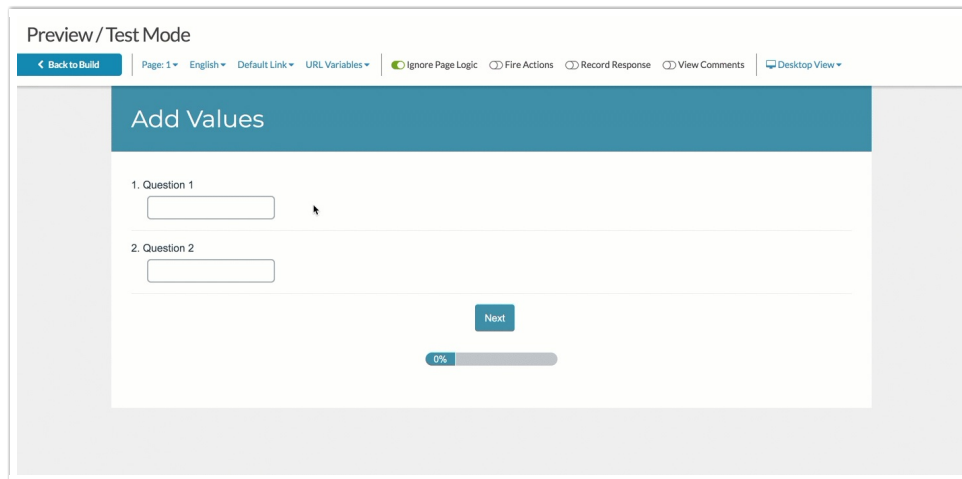 Preview / Test Mode
Back to Build Page: 1 English Default Link URL Variables Ignore Page Logic Fire Actions Record Response View Comments Desktop View
Add Values
1. Question 1
2. Question 2
Next
0%